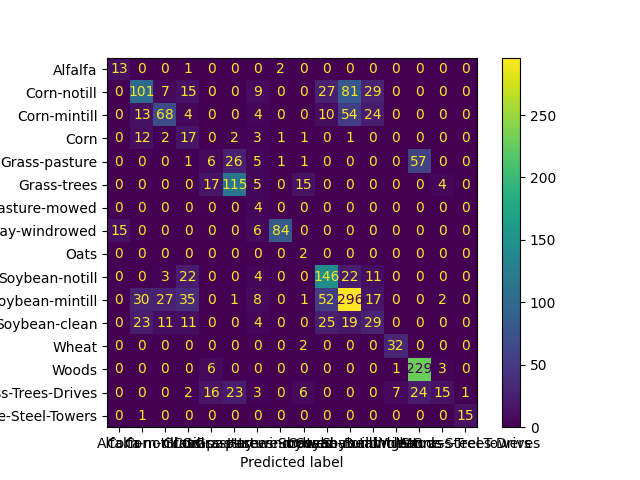 Alfalfa 13 0 0 1 0 0 0 2 0 0 0 0 0 0 0 0
Corn-notill 0 101 7 15 0 0 9 0 0 27 81 29 0 0 0 0 250
Corn-mintill 0 13 68 4 0 0 4 0 0 10 54 24 0 0 0 0
Corn 0 12 2 17 0 2 3 1 1 0 1 0 0 0 0 0
Grass-pasture 0 0 0 1 6 26 5 1 1 0 0 0 0 57 0 0 200
Grass-trees 0 0 0 0 17 115 5 0 15 0 0 0 0 0 4 0
asture-mowed 0 0 0 0 0 0 4 0 0 0 0 0 0 0 0 0
ay-windrowed 15 0 0 0 0 0 6 84 0 0 0 0 0 0 0 0 150
Oats 0 0 0 0 0 0 0 0 2 0 0 0 0 0 0 0
Soybean-notill 0 0 3 22 0 0 4 0 0 146 22 11 0 0 0 0
oybean-mintill 0 30 27 35 0 1 8 0 1 52 296 17 0 0 2 0 100
Soybean-clean 0 23 11 11 0 0 4 0 0 25 19 29 0 0 0 0
Wheat 0 0 0 0 0 0 0 0 2 0 0 0 32 0 0 0
Woods 0 0 0 0 6 0 0 0 0 0 0 0 1 229 3 0 50
s-Trees-Drives 0 0 0 2 16 23 3 0 6 0 0 0 7 24 15 1
e-Steel-Towers 0 1 0 0 0 0 0 0 0 0 0 0 0 0 0 15 0
Predicted label